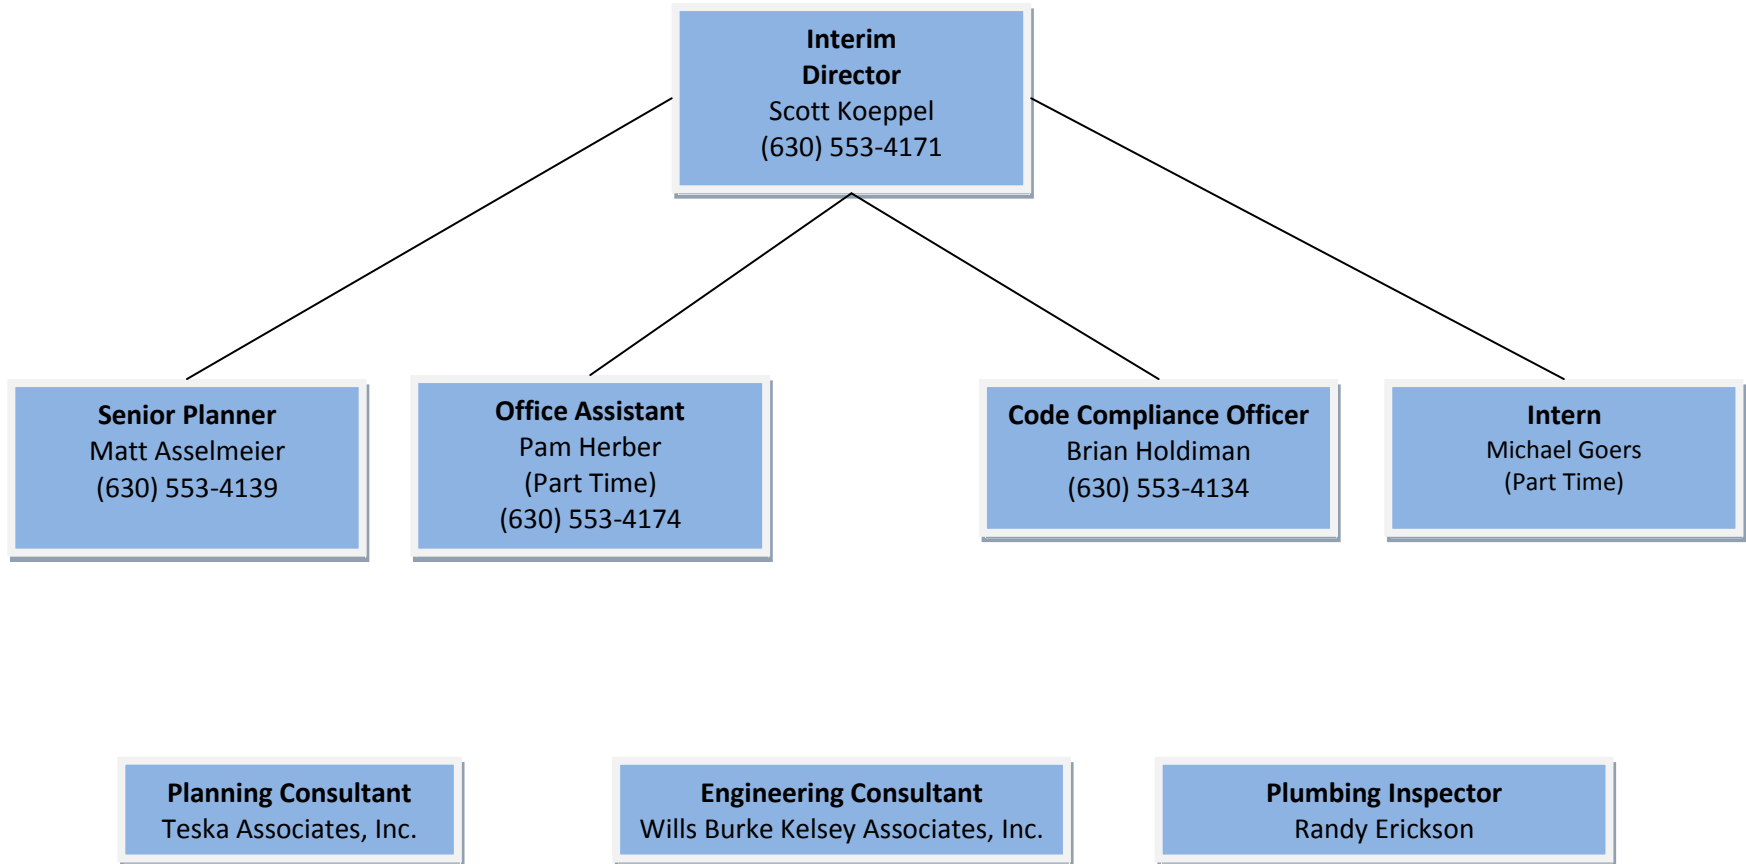 Interim
Director
Scott Koeppel
(630) 553-4171
Senior Planner
Matt Asselmeier
(630) 553-4139
Office Assistant
Pam Herber
(Part Time)
(630) 553-4174
Code Compliance Officer
Brian Holdiman
(630) 553-4134
Intern
Michael Goers
(Part Time)
Planning Consultant
Teska Associates, Inc.
Engineering Consultant
Wills Burke Kelsey Associates, Inc.
Plumbing Inspector
Randy Erickson